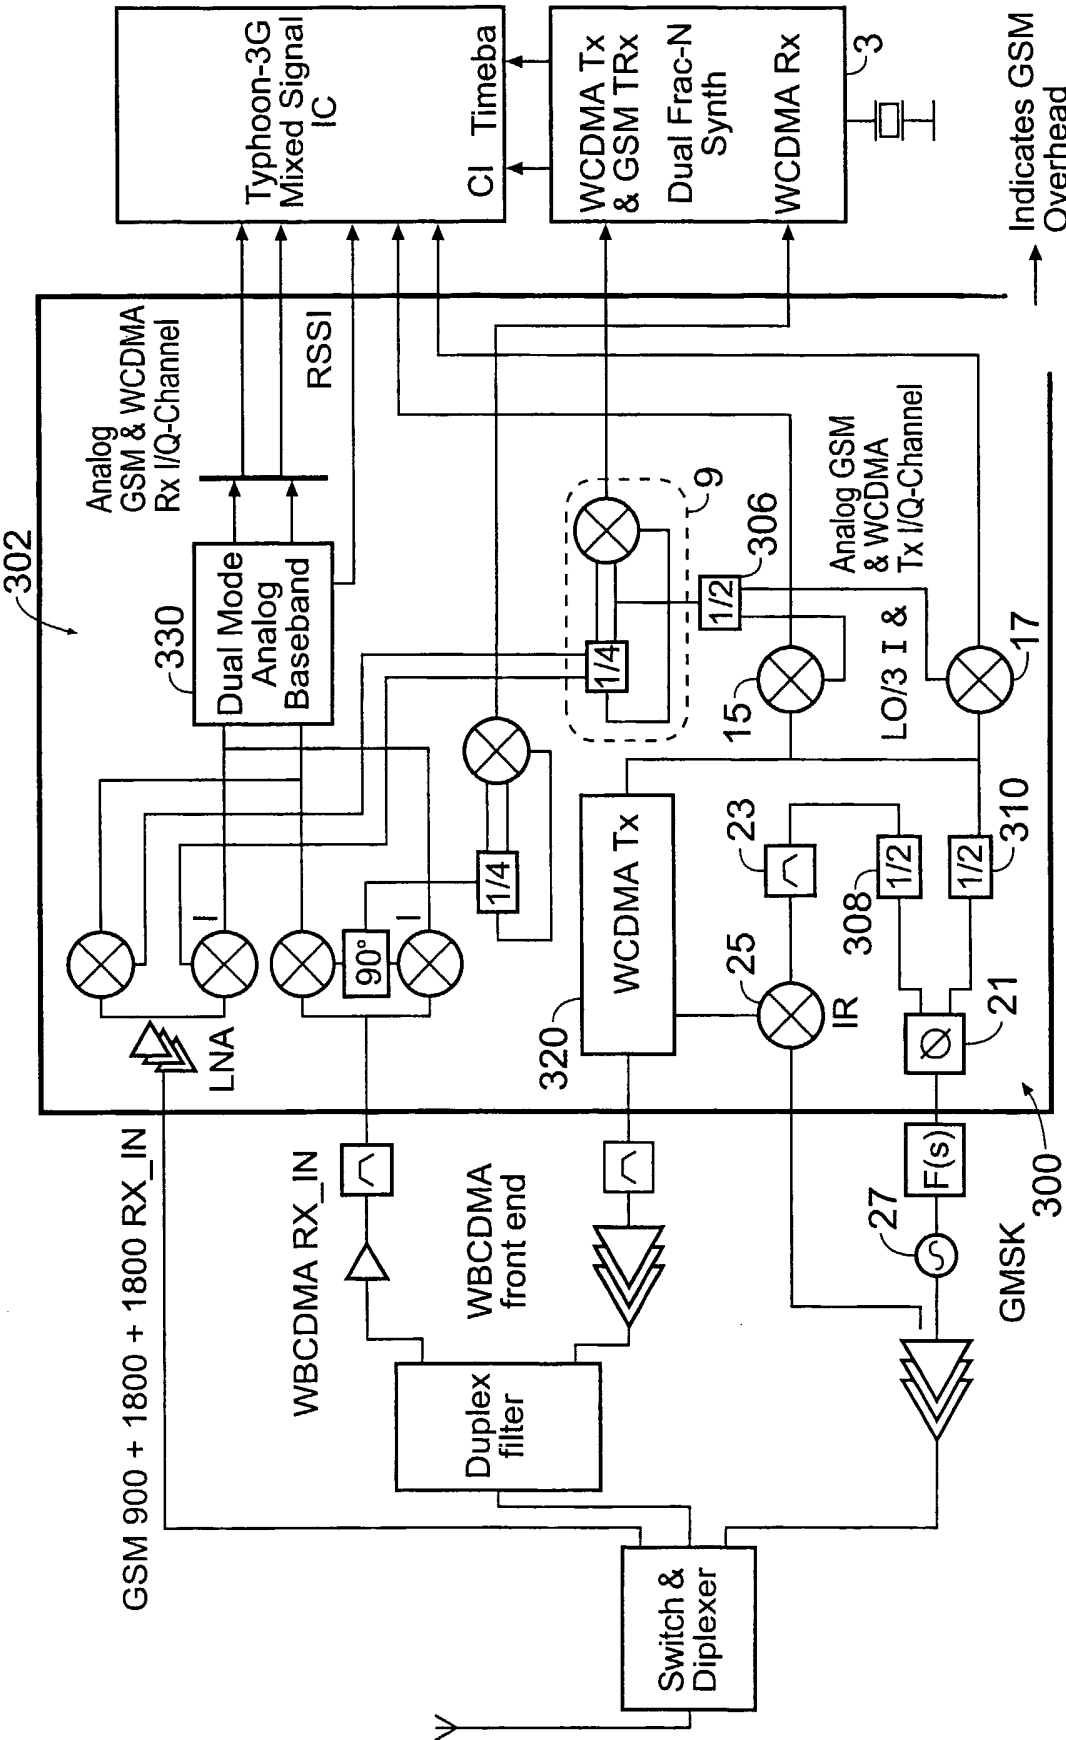 302
Analog
GSM & WCDMA
Rx I/Q-Channel
Typhoon-3G
Mixed Signal
IC
CI
Timeba
330
Dual Mode
Analog
Baseband
RSSI
WCDMA Tx
& GSM TRx
Dual Frac-N
Synth
WCDMA Rx
3
Indicates GSM
Overhead
LNA
I
90°
I
1/4
1/4
9
1/2
306
Analog GSM
& WCDMA
Tx I/Q-Channel
15
LO/3 I &
17
WCDMA Tx
320
23
25
IR
1/2
308
1/2
310
Ø
21
300
GSM 900 + 1800 + 1800 RX_IN
WBCDMA RX_IN
WBCDMA
front end
Duplex
filter
F(s)
27
GMSK
Switch &
Diplexer